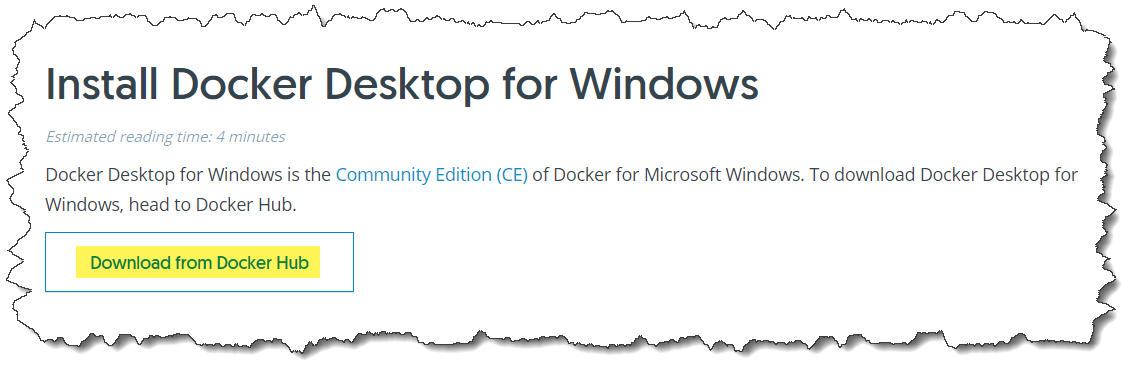 Install Docker Desktop for Windows
Estimated reading time: 4 minutes
Docker Desktop for Windows is the Community Edition (CE) of Docker for Microsoft Windows. To download Docker Desktop for
Windows, head to Docker Hub.
Download from Docker Hub